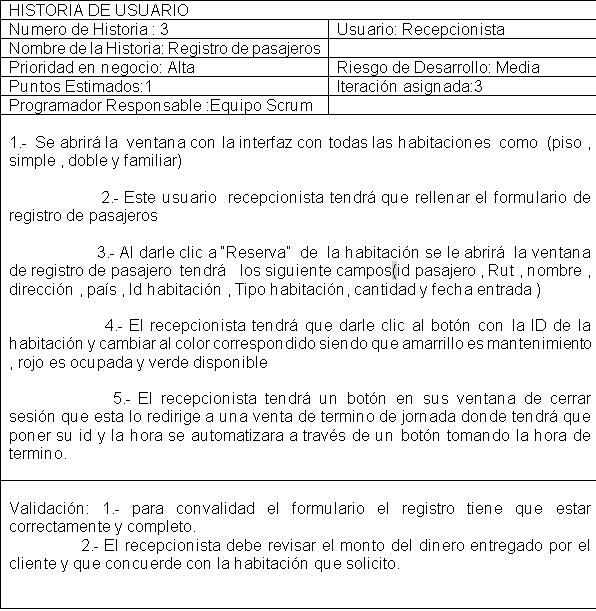 HISTORIA DE USUARIO
Numero de Historia : 3
Usuario: Recepcionista
Nombre de la Historia: Registro de pasajeros
Prioridad en negocio: Alta
Riesgo de Desarrollo: Media
Puntos Estimados:1
Iteración asignada:3
Programador Responsable :Equipo Scrum
1.- Se abrirá la ventana con la interfaz con todas las habitaciones como (piso ,
simple , doble y familiar)
2.- Este usuario recepcionista tendrá que rellenar el formulario de
registro de pasajeros
3.- Al darle clic a "Reserva" de la habitación se le abrirá la ventana
de registro de pasajero tendrá los siguiente campos(id pasajero , Rut , nombre ,
dirección , país , Id habitación , Tipo habitación, cantidad y fecha entrada )
4.- El recepcionista tendrá que darle clic al botón con la ID de la
habitación y cambiar al color correspondido siendo que amarrillo es mantenimiento
, rojo es ocupada y verde disponible
5.- El recepcionista tendrá un botón en sus ventana de cerrar
sesión que esta lo redirige a una venta de termino de jornada donde tendrá que
poner su id y la hora se automatizara a través de un botón tomando la hora de
termino.
Validación: 1.- para convalidad el formulario el registro tiene que estar
correctamente y completo.
2.- El recepcionista debe revisar el monto del dinero entregado por el
cliente y que concuerde con la habitación que solicito.